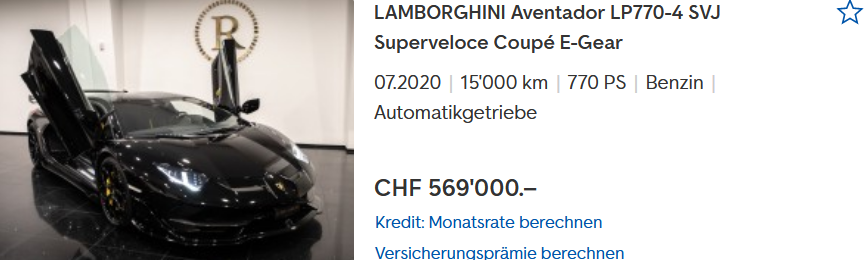 R
LAMBORGHINI Aventador LP770-4 SVJ
Superveloce Coupé E-Gear
07.2020 | 15'000 km | 770 PS | Benzin |
Automatikgetriebe
CHF 569'000.–
Kredit: Monatsrate berechnen
Versicherungsprämie berechnen